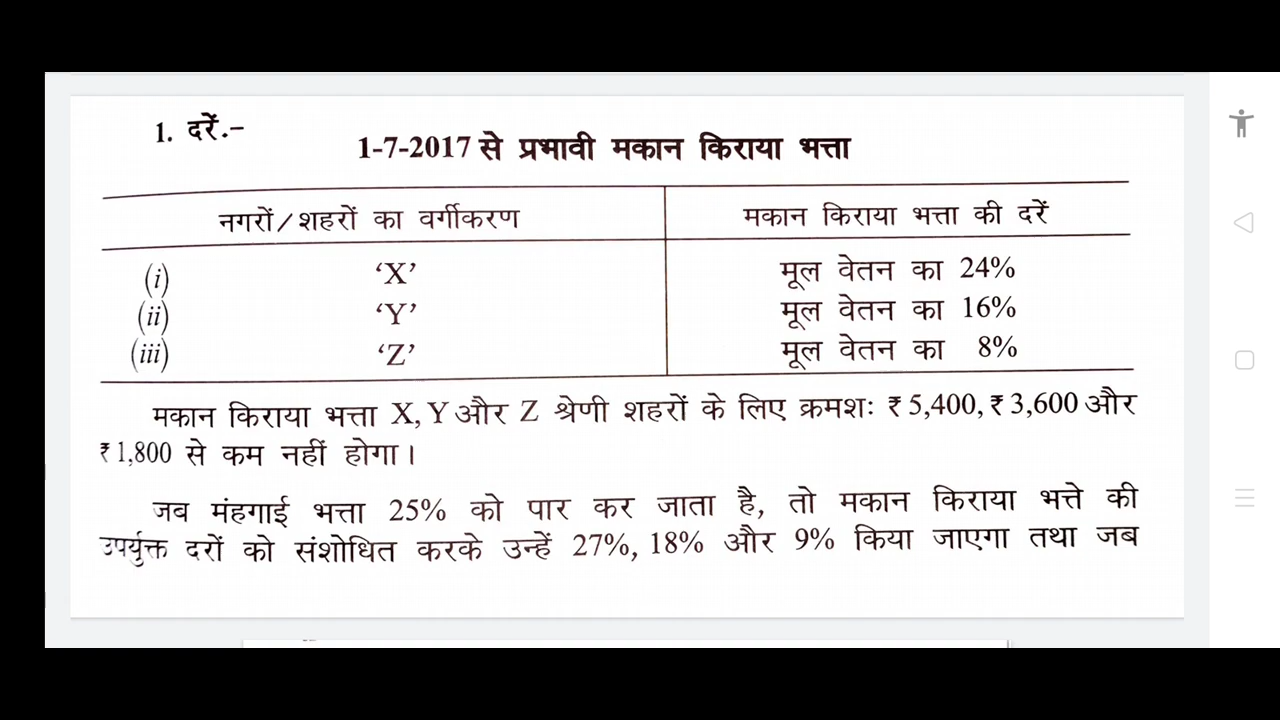 1. दरें.–
1-7-2017 से प्रभावी मकान किराया भत्ता
नगरों/शहरों का वर्गीकरण मकान किराया भत्ता की दरें
(i) ‘X’ मूल वेतन का 24%
(ii) ‘Y’ मूल वेतन का 16%
(iii) ‘Z’ मूल वेतन का 8%
मकान किराया भत्ता X, Y और Z श्रेणी शहरों के लिए क्रमशः ₹ 5,400, ₹ 3,600 और
₹ 1,800 से कम नहीं होगा।
जब मंहगाई भत्ता 25% को पार कर जाता है, तो मकान किराया भत्ते की
उपर्युक्त दरों को संशोधित करके उन्हें 27%, 18% और 9% किया जाएगा तथा जब